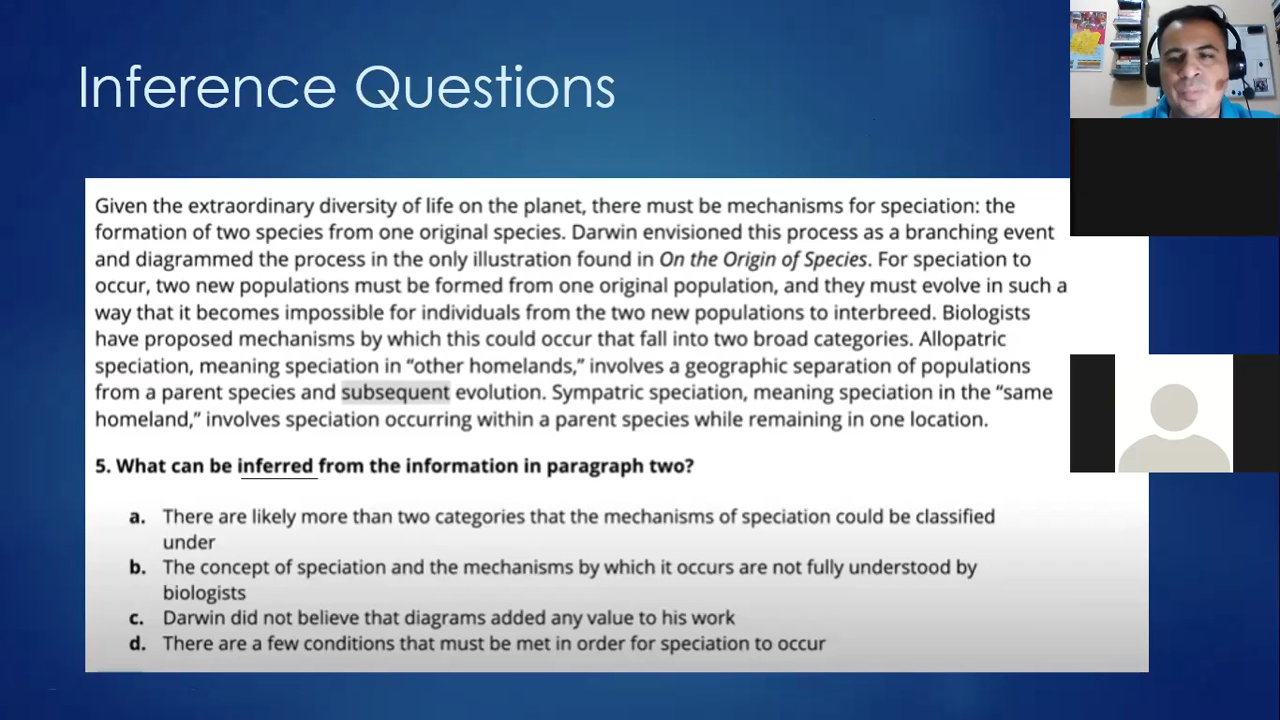 Inference Questions
Given the extraordinary diversity of life on the planet, there must be mechanisms for speciation: the
formation of two species from one original species. Darwin envisioned this process as a branching event
and diagrammed the process in the only illustration found in On the Origin of Species. For speciation to
occur, two new populations must be formed from one original population, and they must evolve in such a
way that it becomes impossible for individuals from the two new populations to interbreed. Biologists
have proposed mechanisms by which this could occur that fall into two broad categories. Allopatric
speciation, meaning speciation in “other homelands,” involves a geographic separation of populations
from a parent species and subsequent evolution. Sympatric speciation, meaning speciation in the “same
homeland,” involves speciation occurring within a parent species while remaining in one location.
5. What can be inferred from the information in paragraph two?
a. There are likely more than two categories that the mechanisms of speciation could be classified
under
b. The concept of speciation and the mechanisms by which it occurs are not fully understood by
biologists
c. Darwin did not believe that diagrams added any value to his work
d. There are a few conditions that must be met in order for speciation to occur